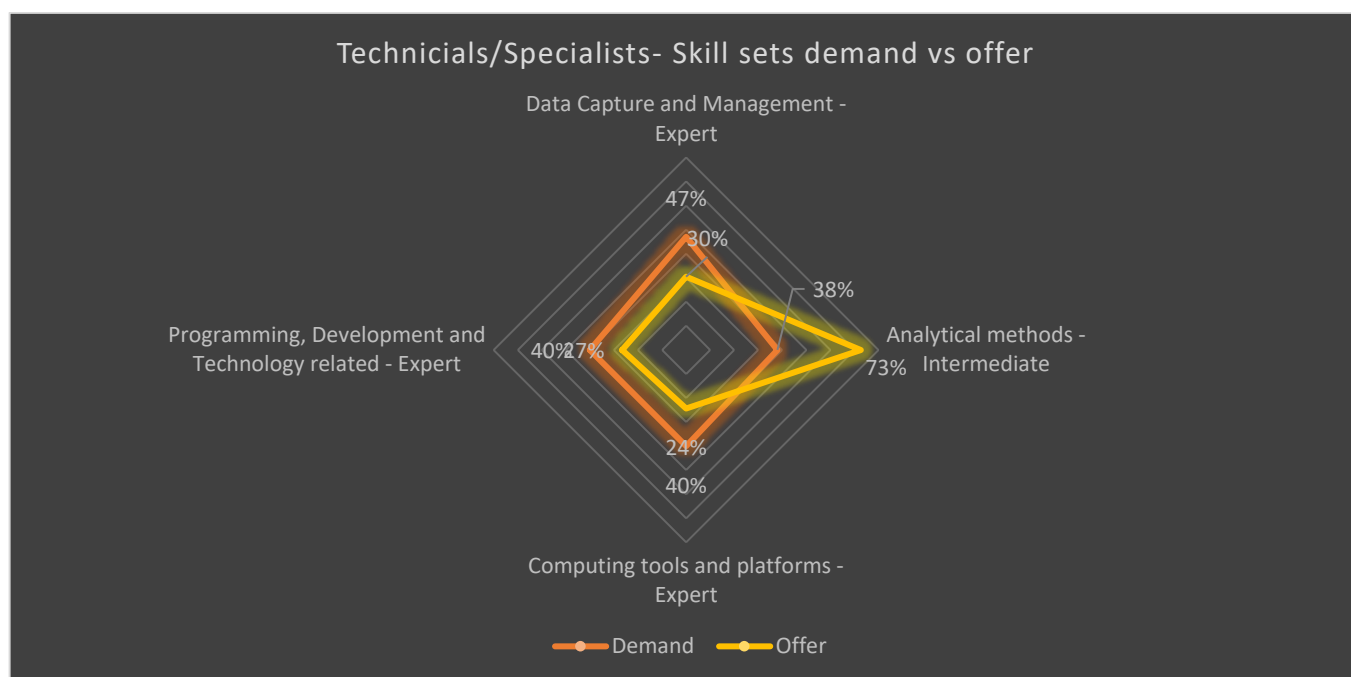 Technicials/Specialists- Skill sets demand vs offer
Data Capture and Management -
Expert
47%
30%
38%
Analytical methods -
Intermediate
73%
Programming, Development and
Technology related - Expert
40%
27%
24%
40%
Computing tools and platforms -
Expert
Demand
Offer